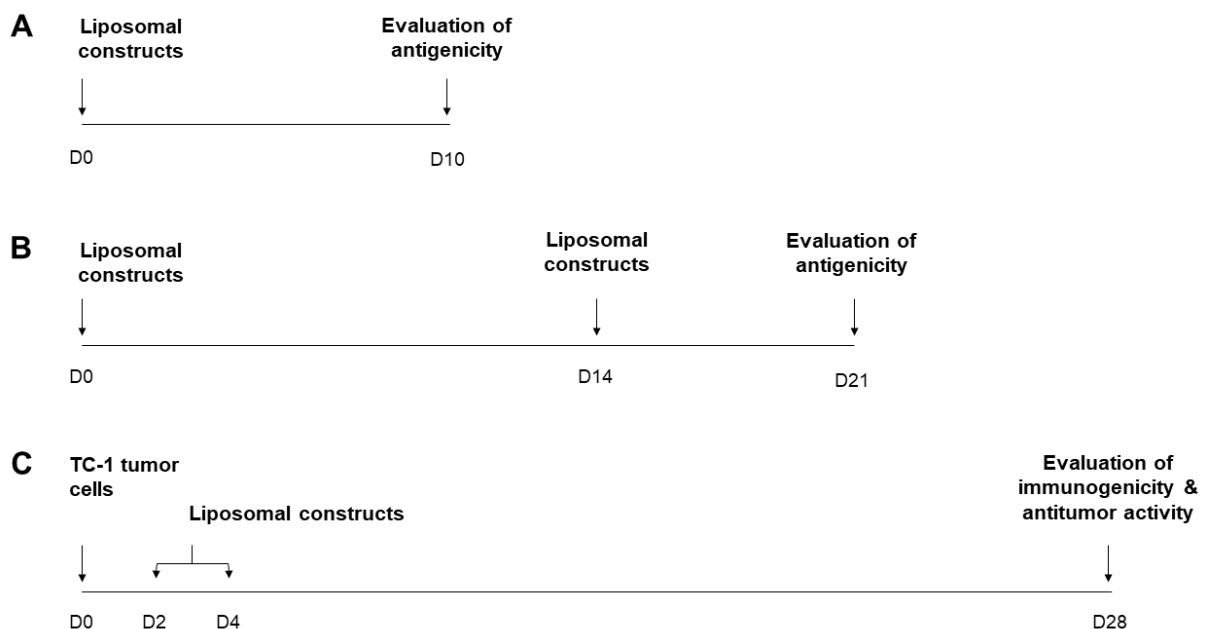 A
Liposomal
constructs
Evaluation of
antigenicity
D0
D10
B
Liposomal
constructs
Liposomal
constructs
Evaluation of
antigenicity
D0
D14
D21
C
TC-1 tumor
cells
Liposomal constructs
Evaluation of
immunogenicity &
antitumor activity
D0
D2
D4
D28